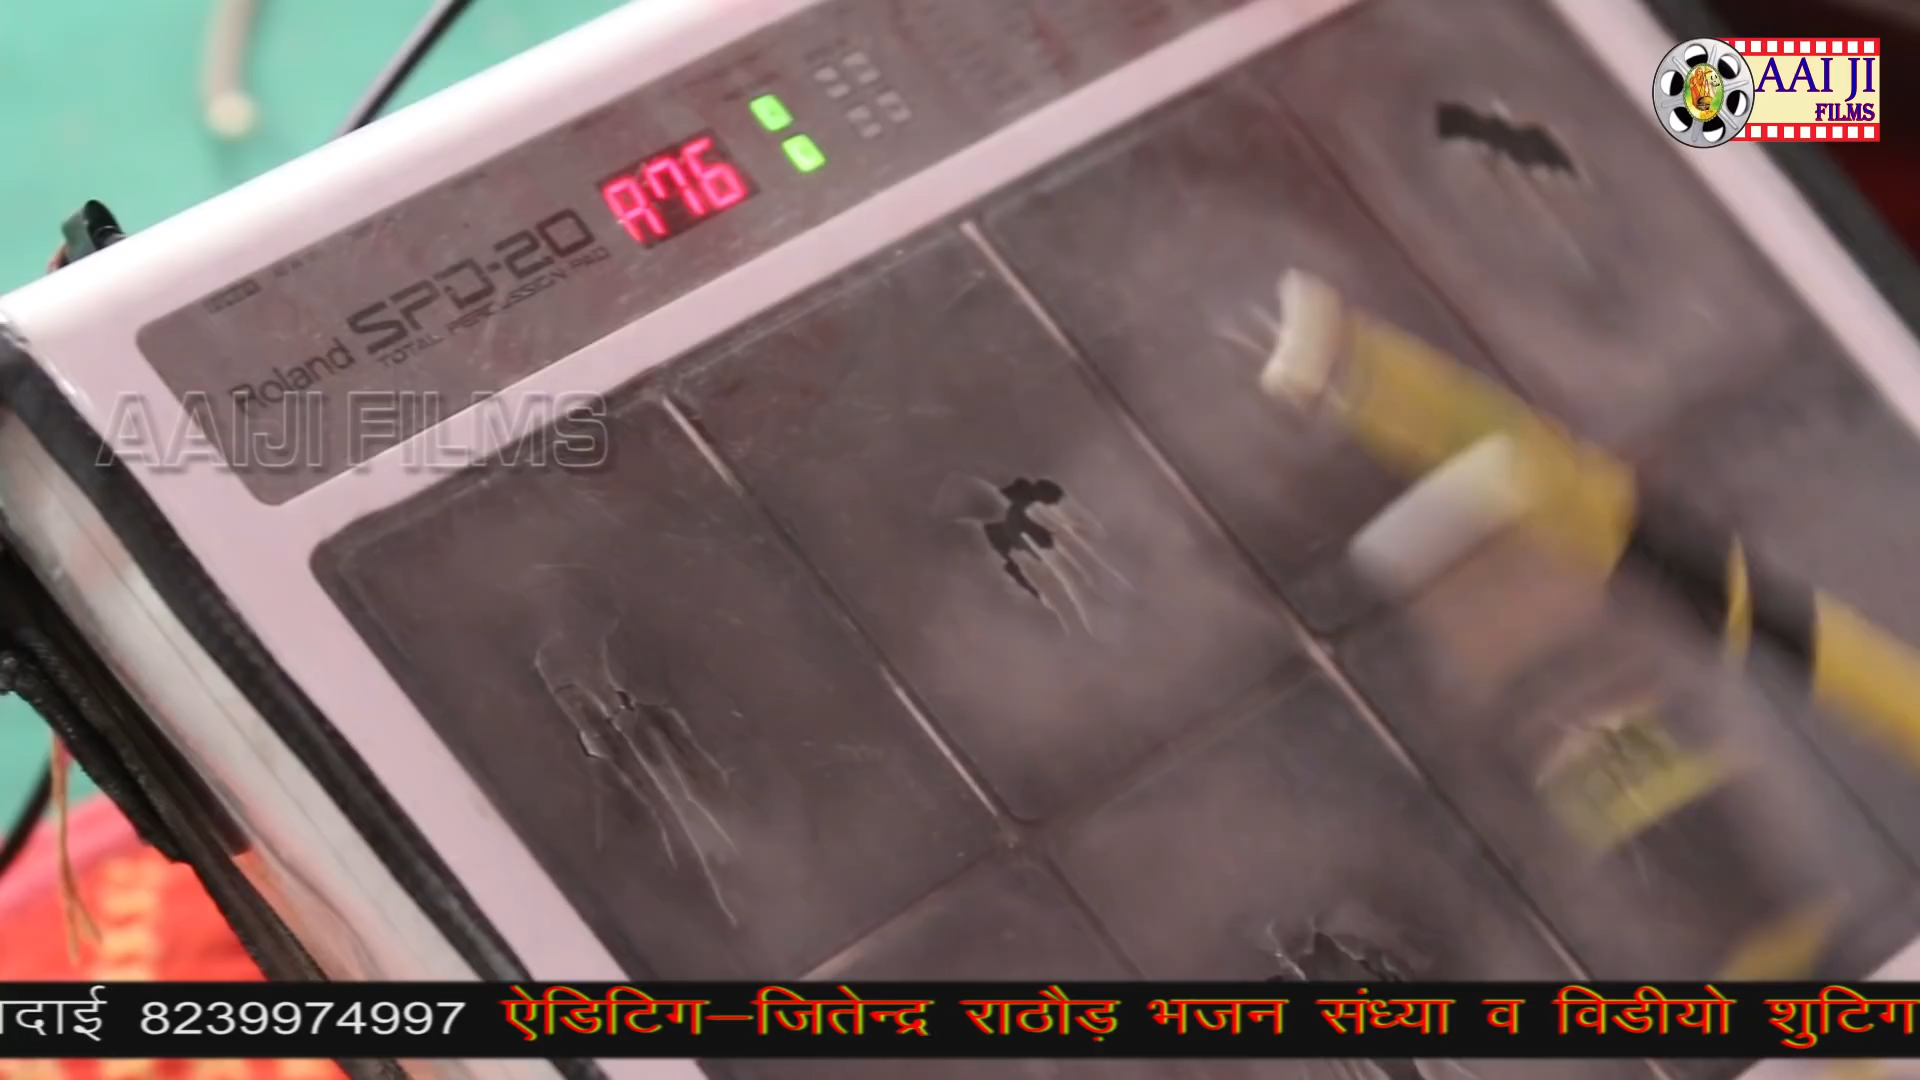 AAI JI
FILMS
A76
Roland SPD-20
TOTAL PERCUSSION PAD
AAIJI FILMS
ादाई 8239974997 ऐडिटिग–जितेन्द्र राठौड़ भजन संध्या व विडीयो शुटिग